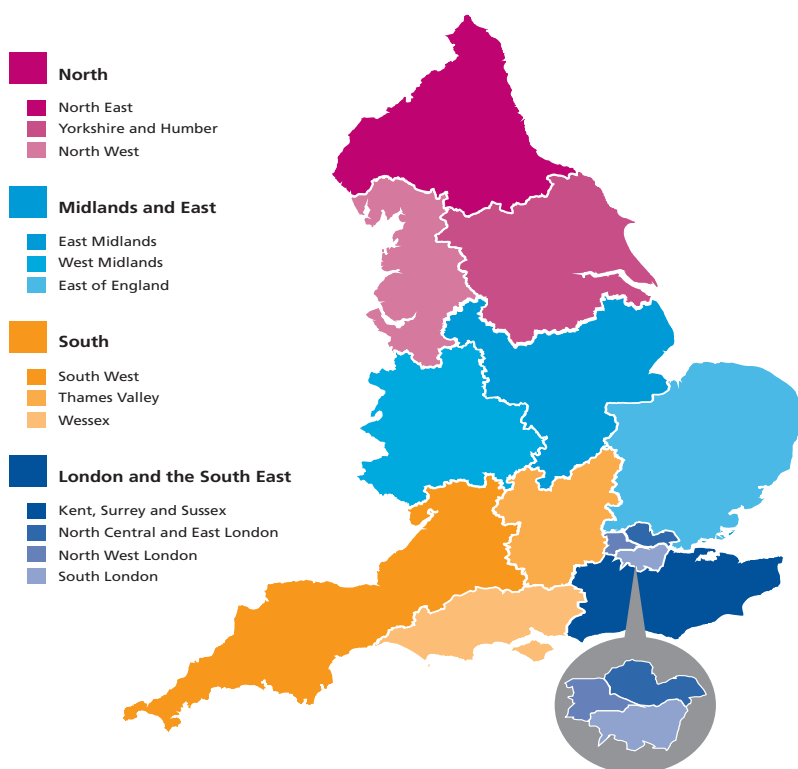 North
North East
Yorkshire and Humber
North West
Midlands and East
East Midlands
West Midlands
East of England
South
South West
Thames Valley
Wessex
London and the South East
Kent, Surrey and Sussex
North Central and East London
North West London
South London